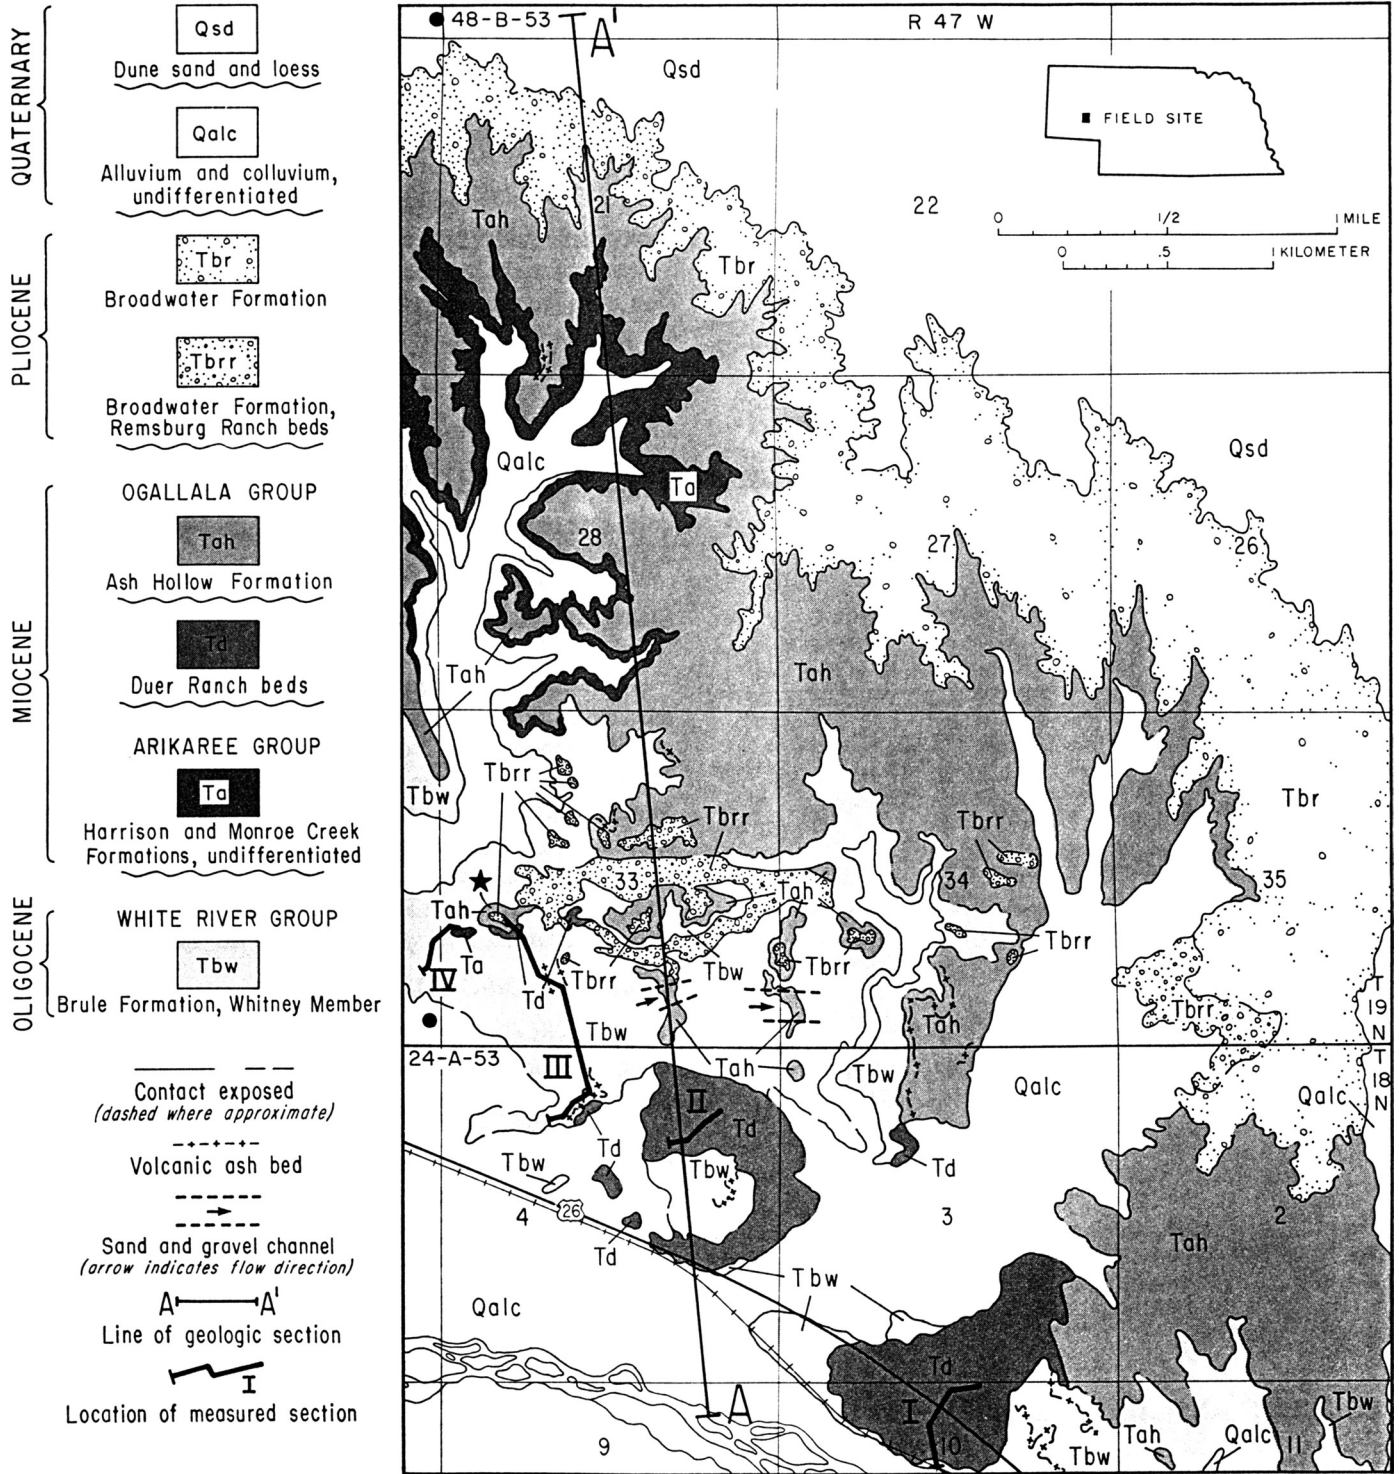 QUATERNARY
Qsd
Dune sand and loess
Qalc
Alluvium and colluvium,
undifferentiated
PLIOCENE
Tbr
Broadwater Formation
Tbrr
Broadwater Formation,
Remsburg Ranch beds
MIOCENE
OGALLALA GROUP
Tah
Ash Hollow Formation
Td
Duer Ranch beds
ARIKAREE GROUP
Ta
Harrison and Monroe Creek
Formations, undifferentiated
OLIGOCENE
WHITE RIVER GROUP
Tbw
Brule Formation, Whitney Member
Contact exposed
(dashed where approximate)
Volcanic ash bed
Sand and gravel channel
(arrow indicates flow direction)
A A'
Line of geologic section
I
Location of measured section
48-B-53
A'
R 47 W
Qsd
FIELD SITE
0 1/2 1 MILE
0 .5 1 KILOMETER
21
22
Tah
Tbr
Qalc
Ta
Qsd
28
27
26
Tah
Tah
Tbw
Tbrr
Tbrr
Tbrr
Tbr
33
34
35
Tah
Tah
Ta
IV
Td
Tbrr
Tbw
Tbrr
Tbrr
Tbrr
T
19
N
T
18
N
24-A-53
Tbw
III
Tah
Tah
Tbw
Qalc
Qalc
II
Td
Td
Tbw
Tbw
Td
4
26
Td
3
2
Tah
Tbw
Qalc
Td
A
I
9
10
Tbw
Tah
Qalc
11
Tbw